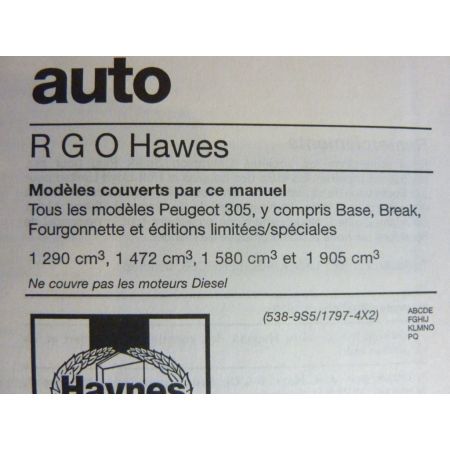 auto
R G O Hawes
Modèles couverts par ce manuel
Tous les modèles Peugeot 305, y compris Base, Break,
Fourgonnette et éditions limitées/spéciales
1 290 cm³, 1 472 cm³, 1 580 cm³ et 1 905 cm³
Ne couvre pas les moteurs Diesel
(538-9S5/1797-4X2)
ABCDE
FGHIJ
KLMNO
PQ
Haynes